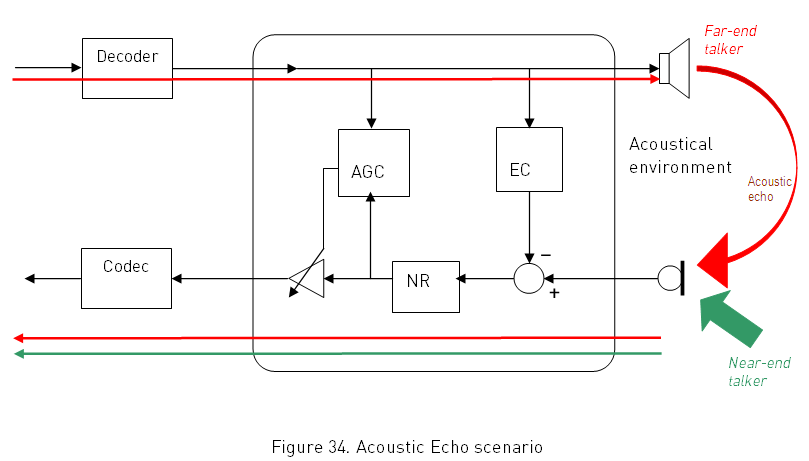 Far-end
talker
Decoder
Acoustical
environment
AGC
EC
Acoustic
echo
−
+
Codec
NR
Near-end
talker
Figure 34. Acoustic Echo scenario